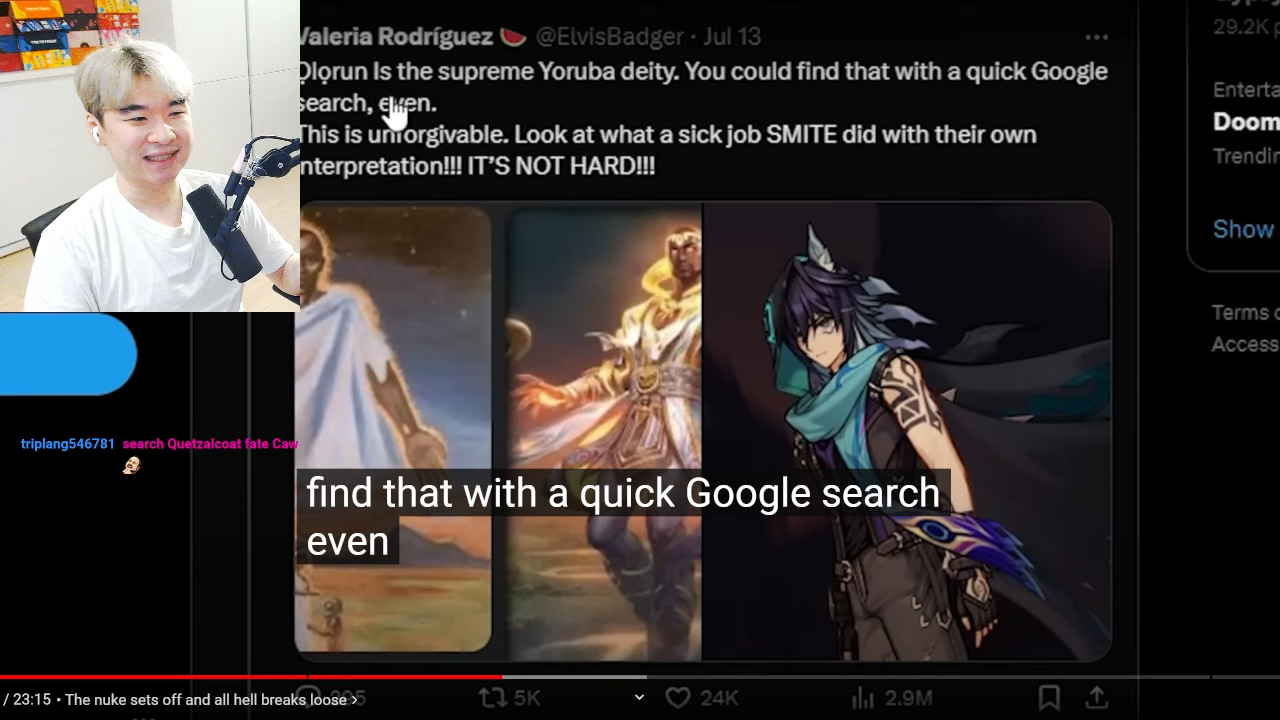 Valeria Rodríguez @ElvisBadger · Jul 13
Ọlọrun Is the supreme Yoruba deity. You could find that with a quick Google
search, even.
This is unforgivable. Look at what a sick job SMITE did with their own
nterpretation!!! IT'S NOT HARD!!!
29.2K
Enterta
Doom
Trendin
Show
Terms
Access
triplang546781 search Quetzalcoat fate Caw
find that with a quick Google search
even
/ 23:15 • The nuke sets off and all hell breaks loose ›
5K
24K
2.9M